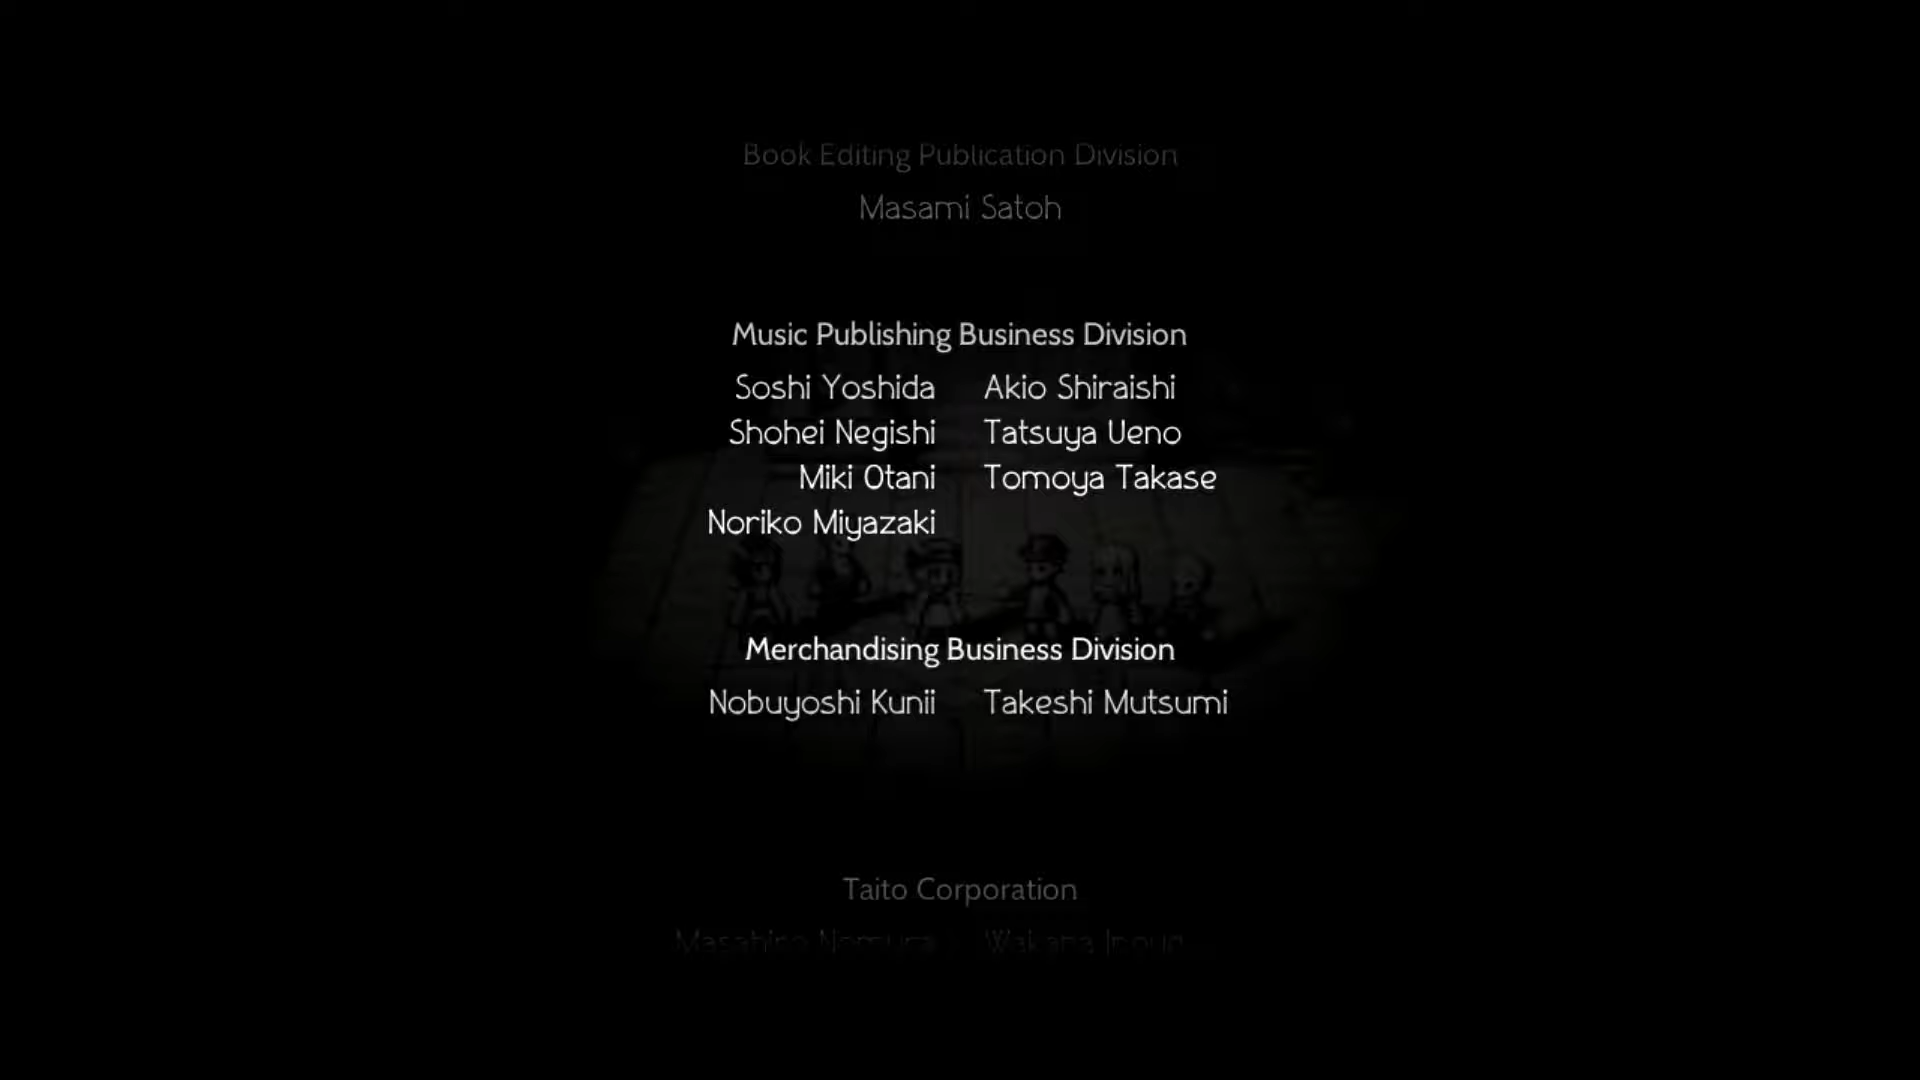 Book Editing Publication Division
Masami Satoh
Music Publishing Business Division
Soshi Yoshida Akio Shiraishi
Shohei Negishi Tatsuya Ueno
Miki Otani Tomoya Takase
Noriko Miyazaki
Merchandising Business Division
Nobuyoshi Kunii Takeshi Mutsumi
Taito Corporation